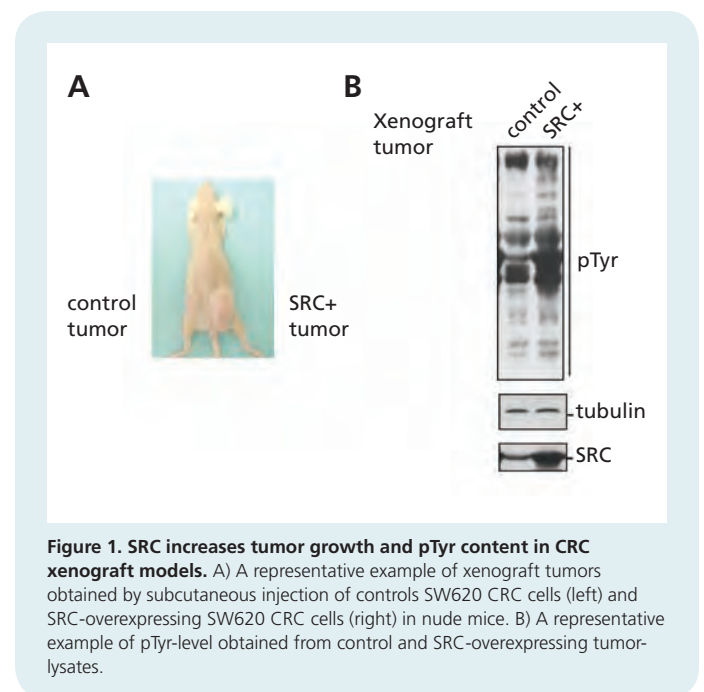 A
B
Xenograft
tumor
control
SRC+
pTyr
control
tumor
SRC+
tumor
tubulin
SRC
Figure 1. SRC increases tumor growth and pTyr content in CRC
xenograft models. A) A representative example of xenograft tumors
obtained by subcutaneous injection of controls SW620 CRC cells (left) and
SRC-overexpressing SW620 CRC cells (right) in nude mice. B) A representative
example of pTyr-level obtained from control and SRC-overexpressing tumor-
lysates.